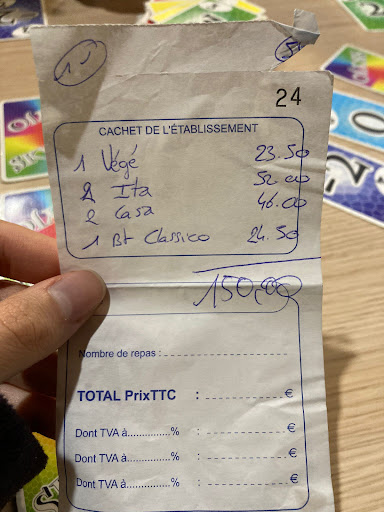 24
CACHET DE L'ÉTABLISSEMENT
1 Végé 23.50
2 Ita 52.00
2 Casa 46.00
1 Bt Classico 24.50
150,00
Nombre de repas :
TOTAL PrixTTC : €
Dont TVA à..............% : €
Dont TVA à..............% : €
Dont TVA à..............% : €